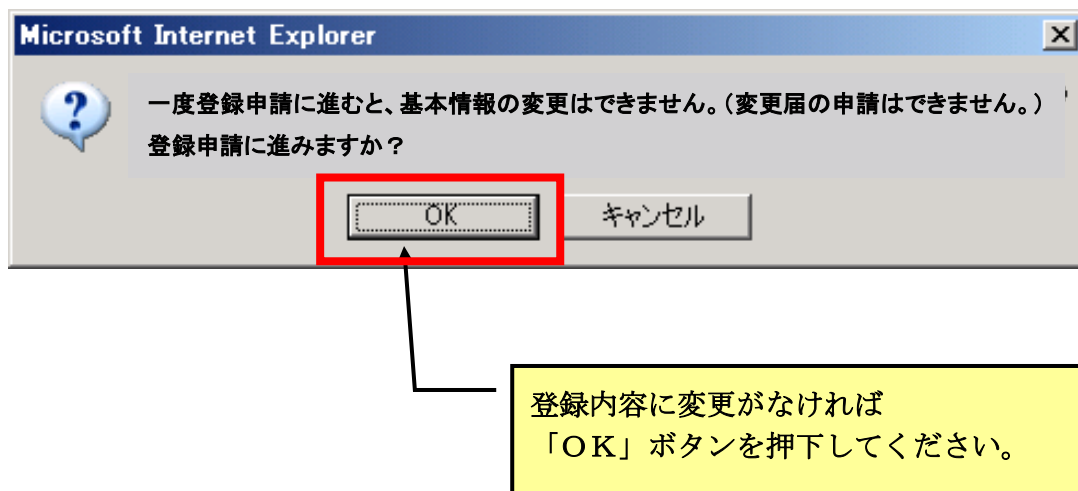 Microsoft Internet Explorer
一度登録申請に進むと、基本情報の変更はできません。（変更届の申請はできません。）
登録申請に進みますか？
OK
キャンセル
登録内容に変更がなければ
「ＯＫ」ボタンを押下してください。